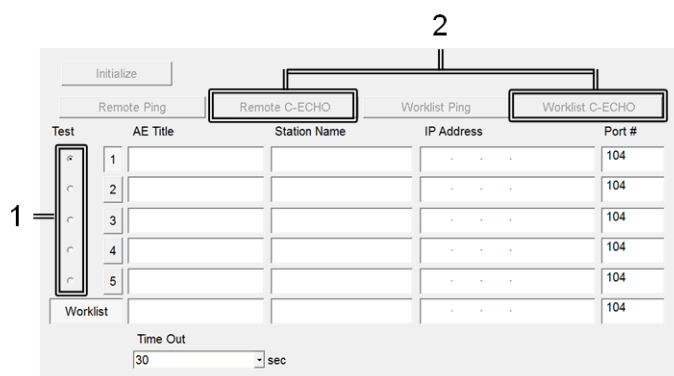 2
Initialize
Remote Ping Remote C-ECHO Worklist Ping Worklist C-ECHO
Test AE Title Station Name IP Address Port #
1 . . . 104
2 . . . 104
1
3 . . . 104
4 . . . 104
5 . . . 104
Worklist . . . 104
Time Out
30 sec